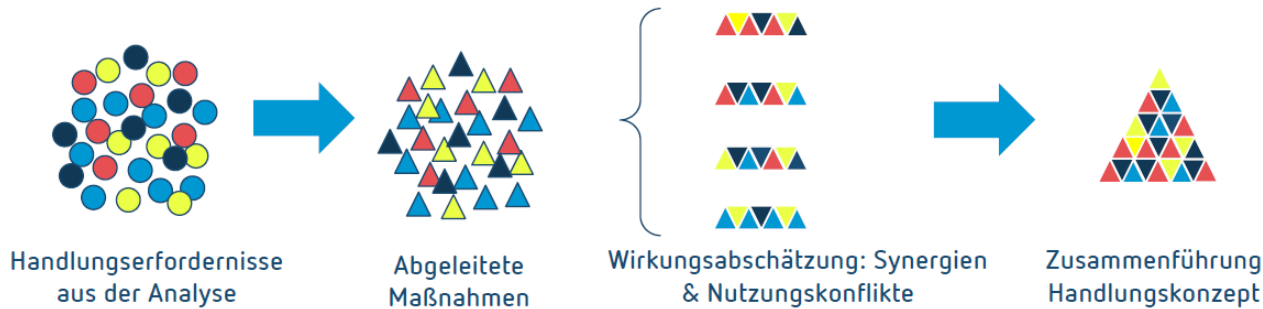 Handlungserfordernisse
aus der Analyse
Abgeleitete
Maßnahmen
Wirkungsabschätzung: Synergien
& Nutzungskonflikte
Zusammenführung
Handlungskonzept